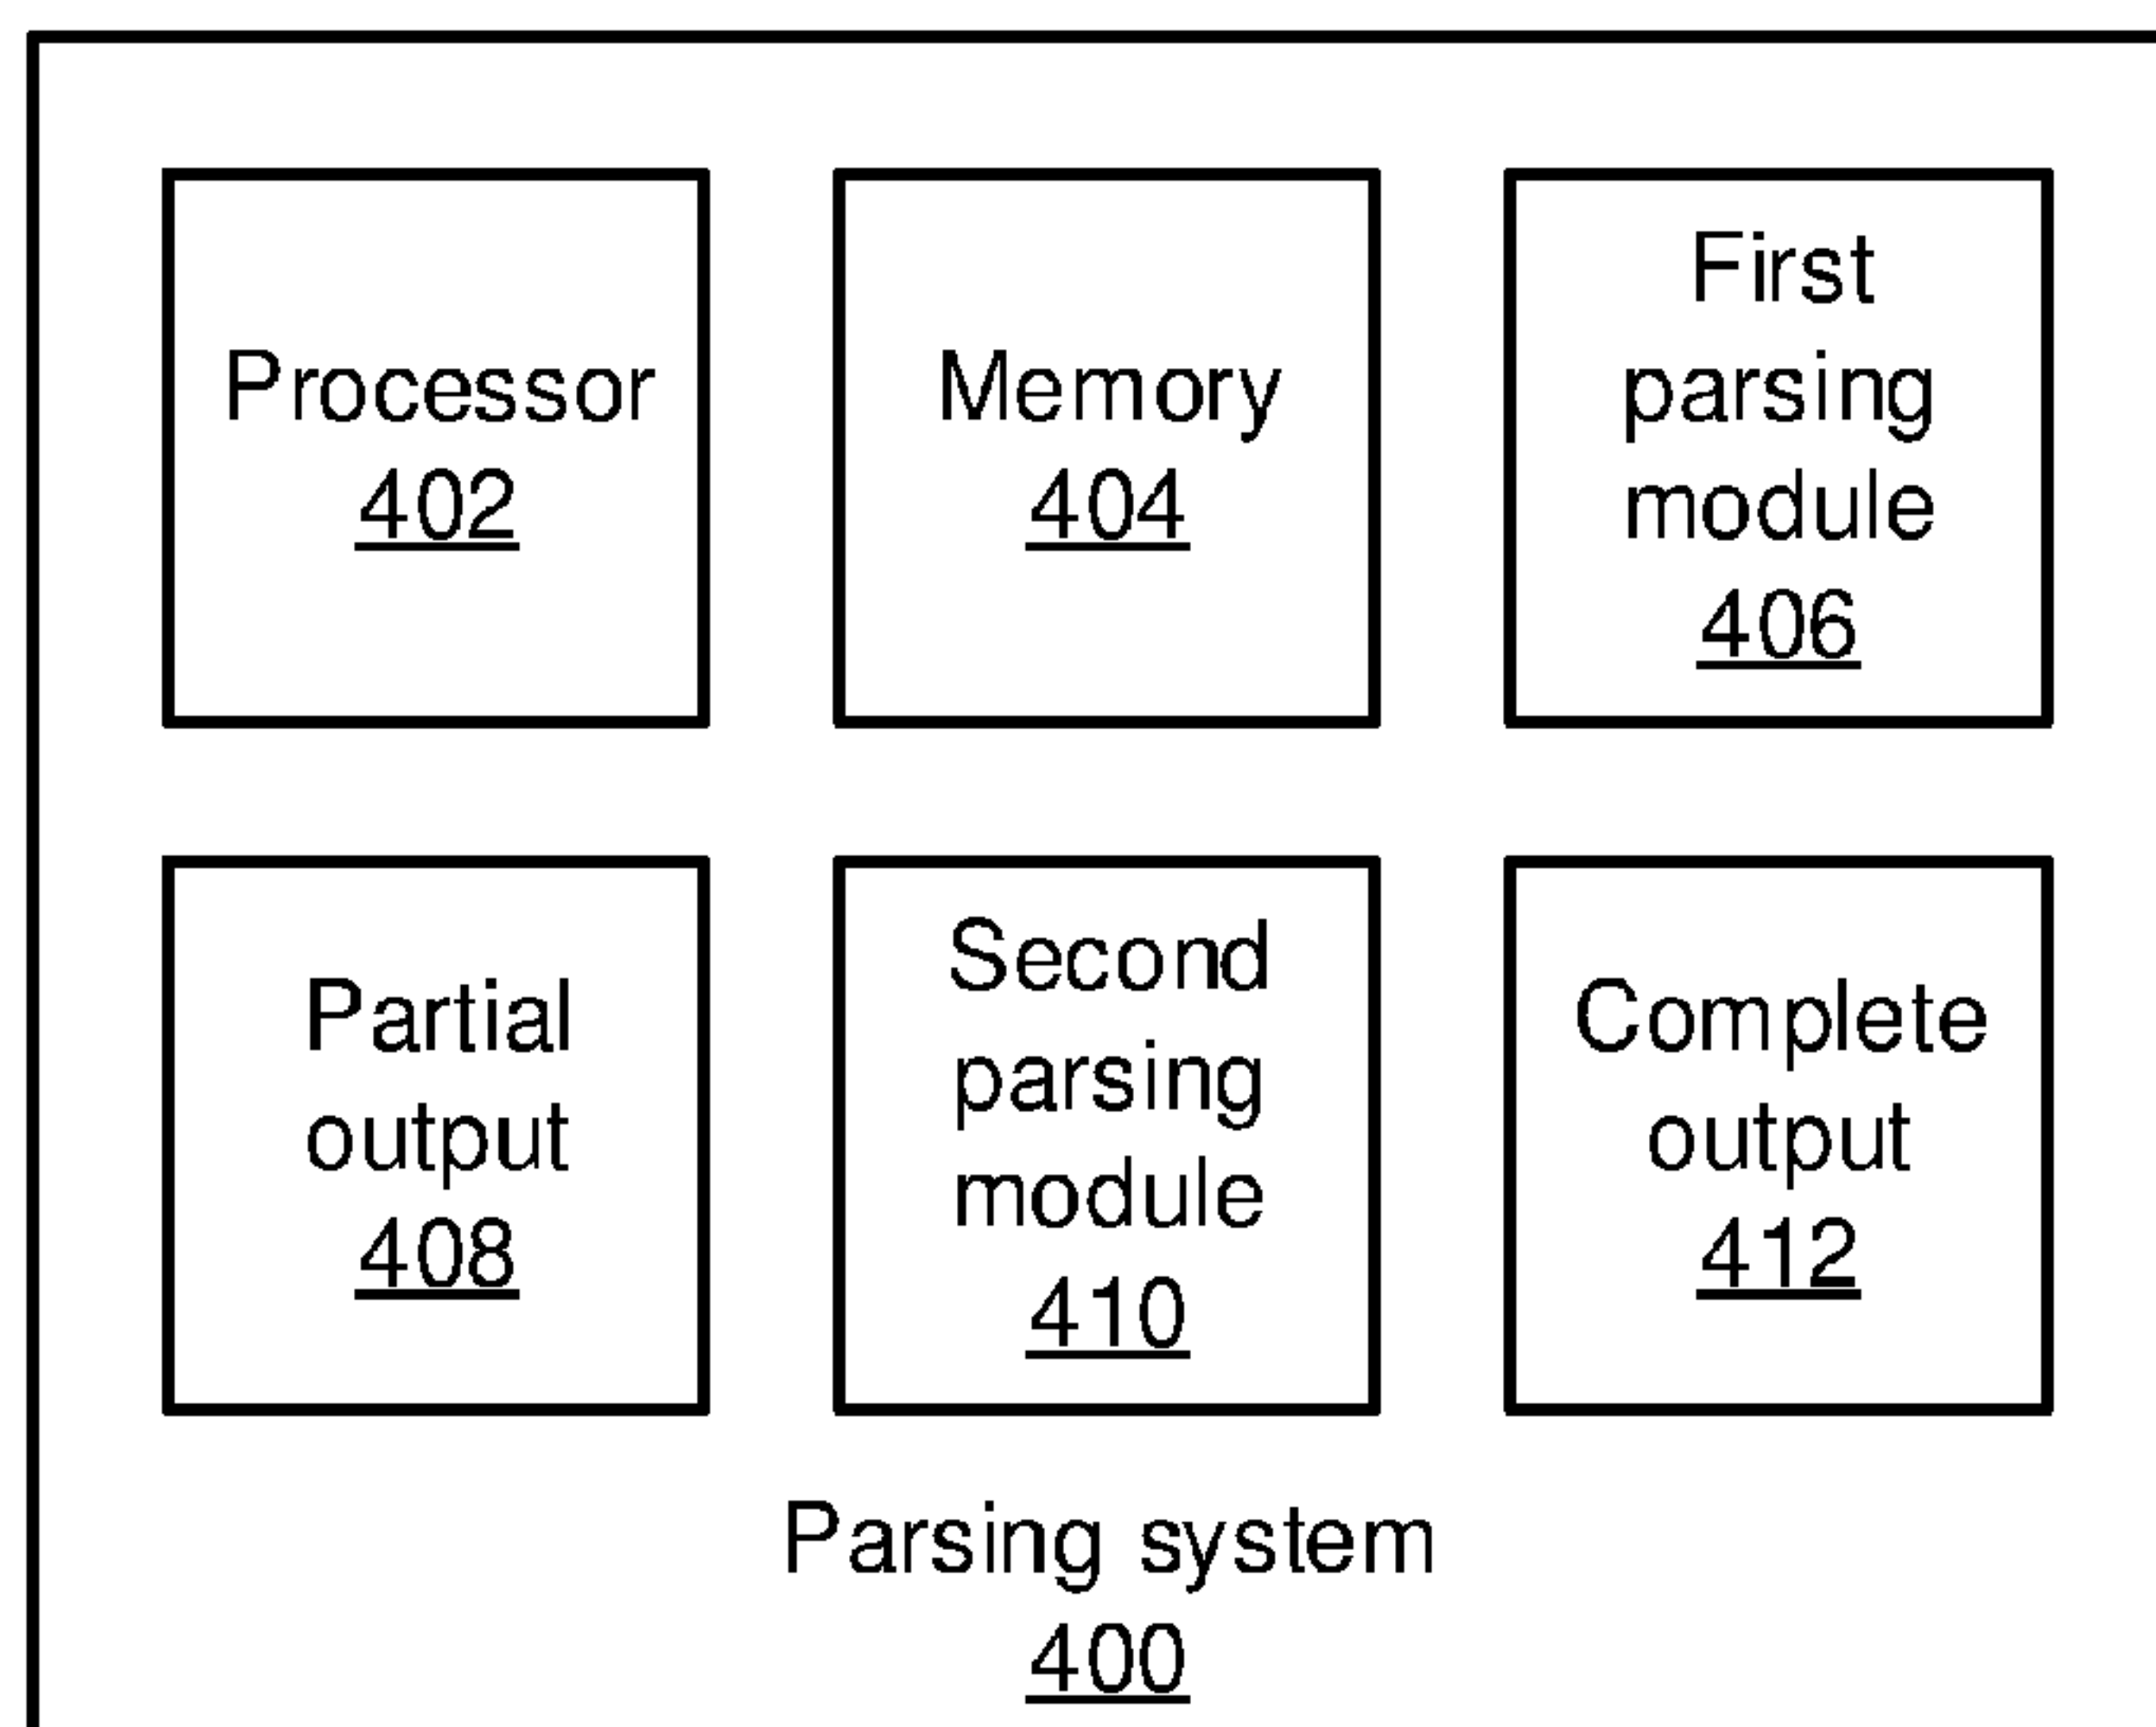 Processor
402
Memory
404
First
parsing
module
406
Partial
output
408
Second
parsing
module
410
Complete
output
412
Parsing system
400